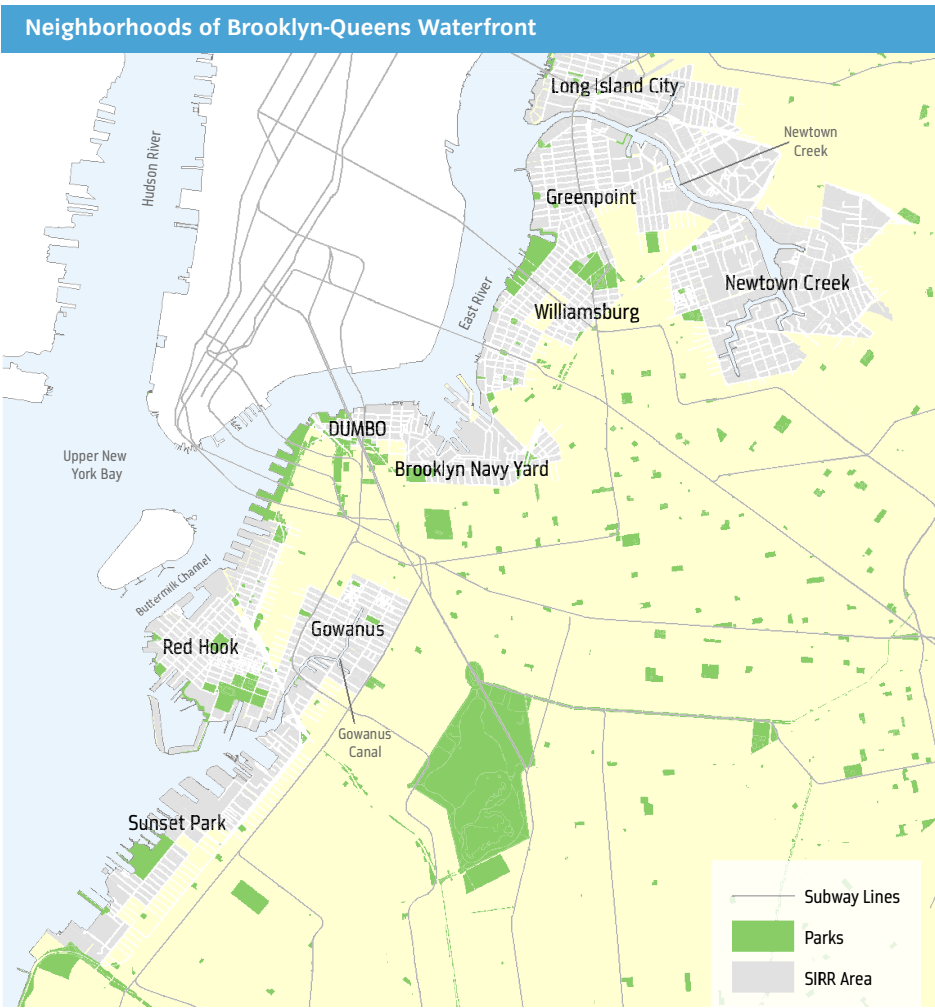 Neighborhoods of Brooklyn-Queens Waterfront
Long Island City
Hudson River
Newtown
Creek
Greenpoint
Newtown Creek
East River
Williamsburg
DUMBO
Upper New
York Bay
Brooklyn Navy Yard
Buttermilk Channel
Gowanus
Red Hook
Gowanus
Canal
Sunset Park
Subway Lines
Parks
SIRR Area